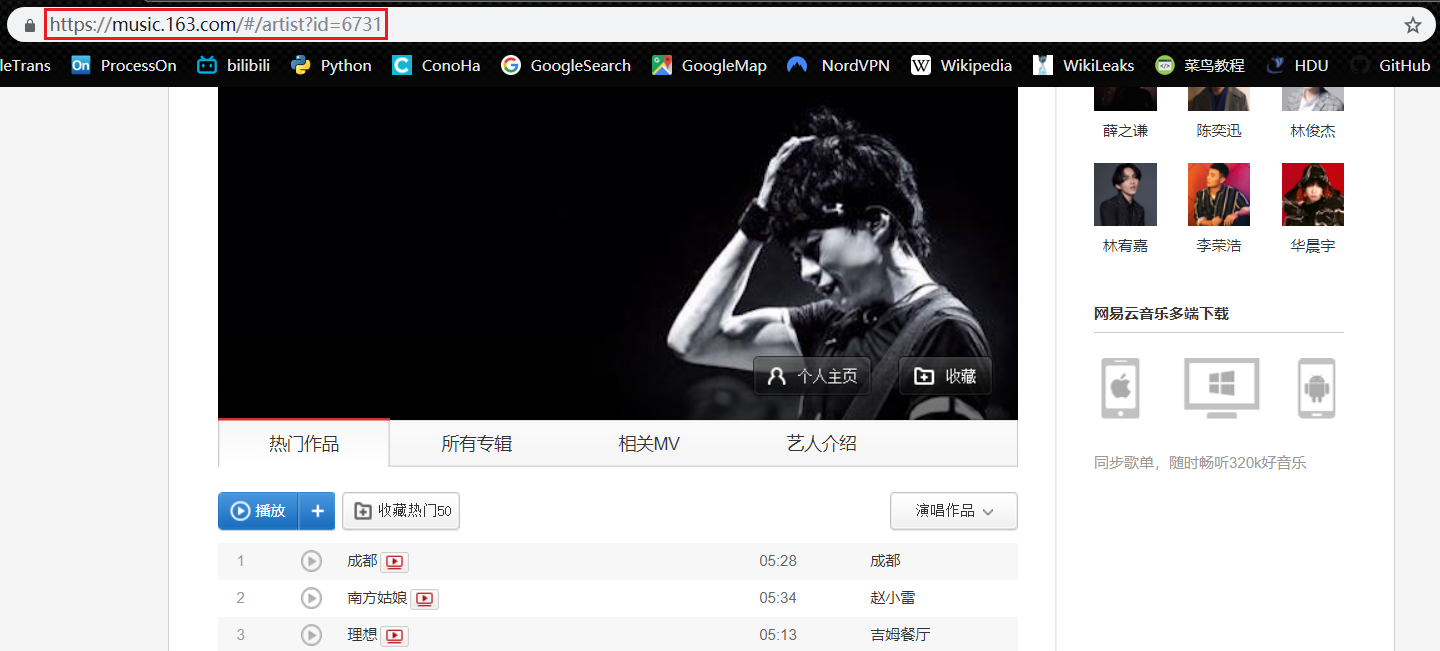 https://music.163.com/#/artist?id=6731
leTrans On ProcessOn bilibili Python C ConoHa G GoogleSearch GoogleMap NordVPN W Wikipedia WikiLeaks 菜鸟教程 HDU GitHub
薛之谦 陈奕迅 林俊杰
林宥嘉 李荣浩 华晨宇
网易云音乐多端下载
同步歌单，随时畅听320k好音乐
个人主页 收藏
热门作品 所有专辑 相关MV 艺人介绍
播放 + 收藏热门50 演唱作品
1 成都 05:28 成都
2 南方姑娘 05:34 赵小雷
3 理想 05:13 吉姆餐厅